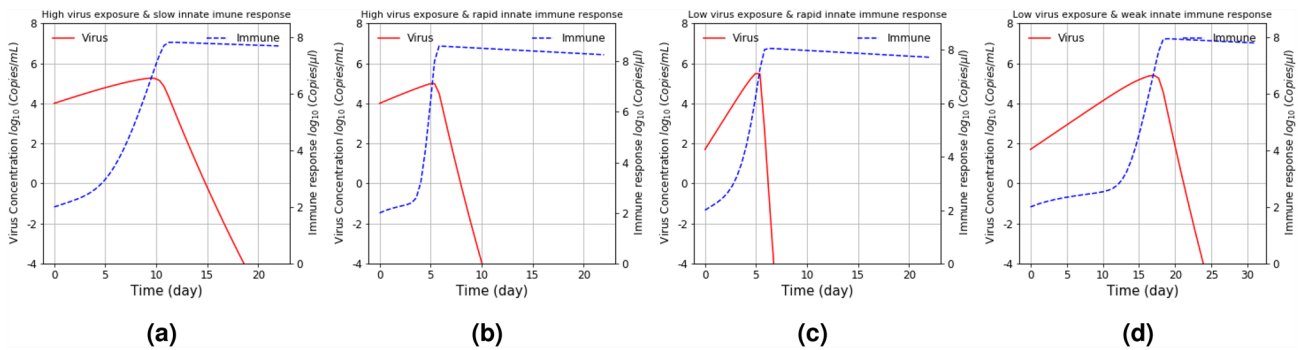 High virus exposure & slow innate imune response
Virus Immune
Virus Concentration log10 (Copies/mL)
8
6
4
2
0
-2
-4
0 5 10 15 20
Time (day)
8
6
4
2
0
Immune response log10 (Copies/μl)
(a)
High virus exposure & rapid innate immune response
Virus Immune
Virus Concentration log10 (Copies/mL)
8
6
4
2
0
-2
-4
0 5 10 15 20
Time (day)
8
6
4
2
0
Immune response log10 (Copies/μl)
(b)
Low virus exposure & rapid innate immune response
Virus Immune
Virus Concentration log10 (Copies/mL)
8
6
4
2
0
-2
-4
0 5 10 15 20
Time (day)
8
6
4
2
0
Immune response log10 (Copies/μl)
(c)
Low virus exposure & weak innate immune response
Virus Immune
Virus Concentration log10 (Copies/mL)
8
6
4
2
0
-2
-4
0 5 10 15 20 25 30
Time (day)
8
6
4
2
0
Immune response log10 (Copies/μl)
(d)